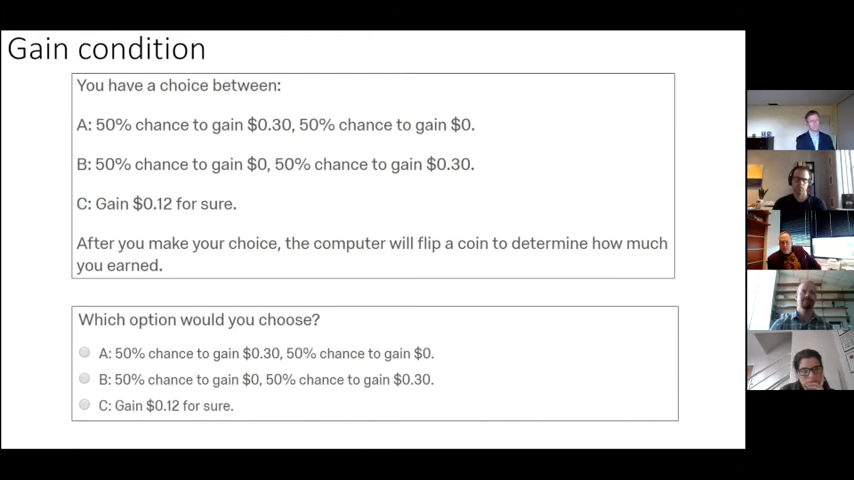 Gain condition
You have a choice between:
A: 50% chance to gain $0.30, 50% chance to gain $0.
B: 50% chance to gain $0, 50% chance to gain $0.30.
C: Gain $0.12 for sure.
After you make your choice, the computer will flip a coin to determine how much
you earned.
Which option would you choose?
A: 50% chance to gain $0.30, 50% chance to gain $0.
B: 50% chance to gain $0, 50% chance to gain $0.30.
C: Gain $0.12 for sure.